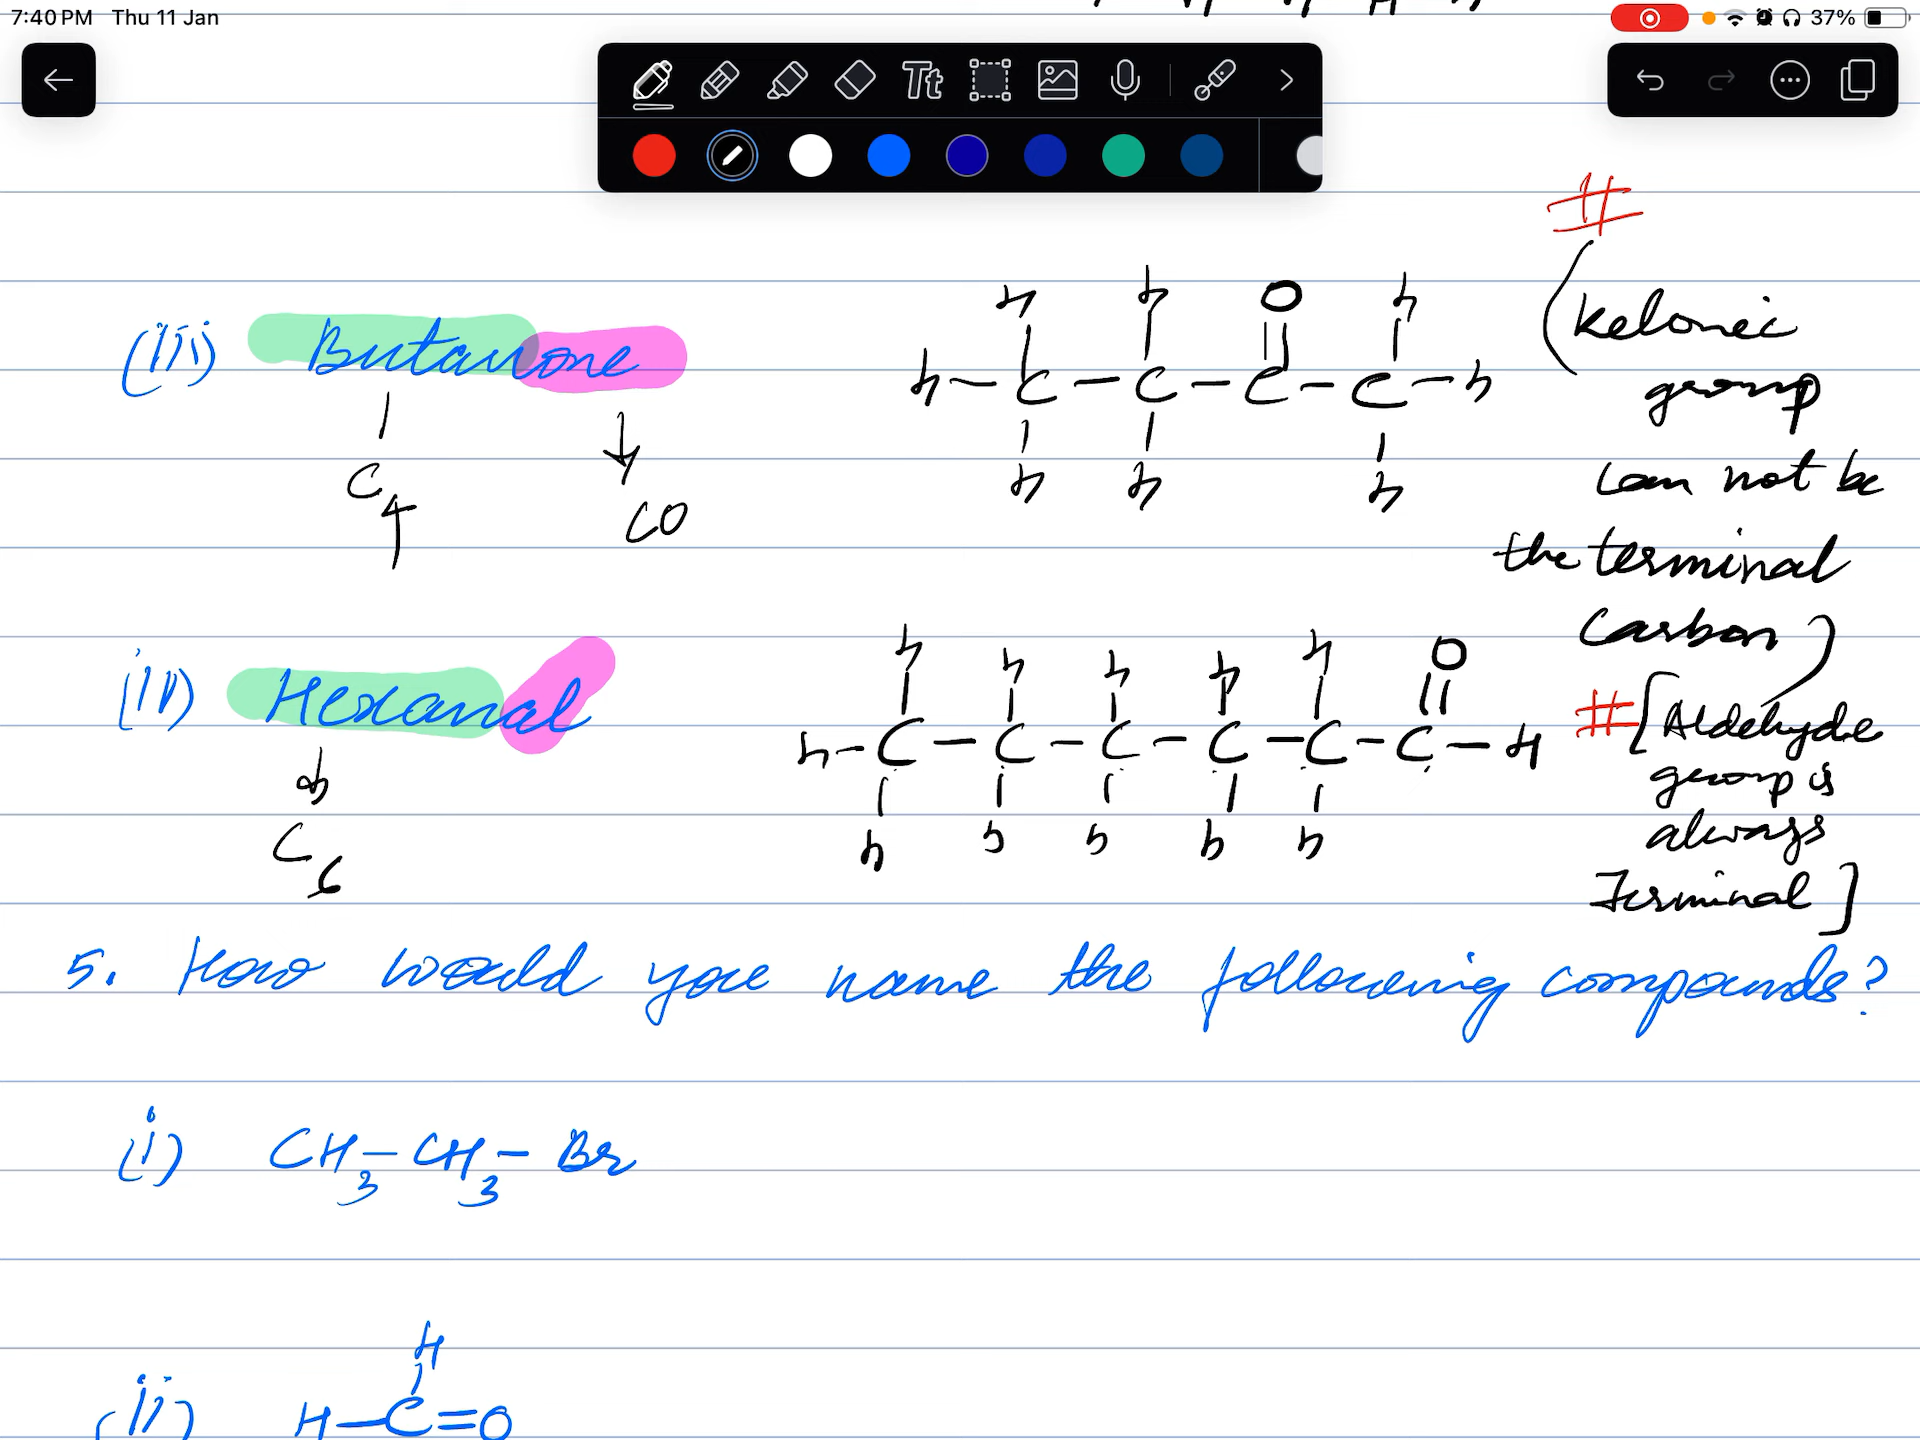 7:40 PM Thu 11 Jan
37%
Tt
#
(iii) Butanone
C4
CO
h h O h
h-C-C-C-C-h
h h h
(Ketonic
group
can not be
the terminal
Carbon)
(iv) Hexanal
C6
h h h h h O
h-C-C-C-C-C-C-H
h h h h h
# [Aldehyde
group is
always
Terminal]
5. How would you name the following compounds?
(i) CH3-CH3-Br
H
(ii) H-C=O